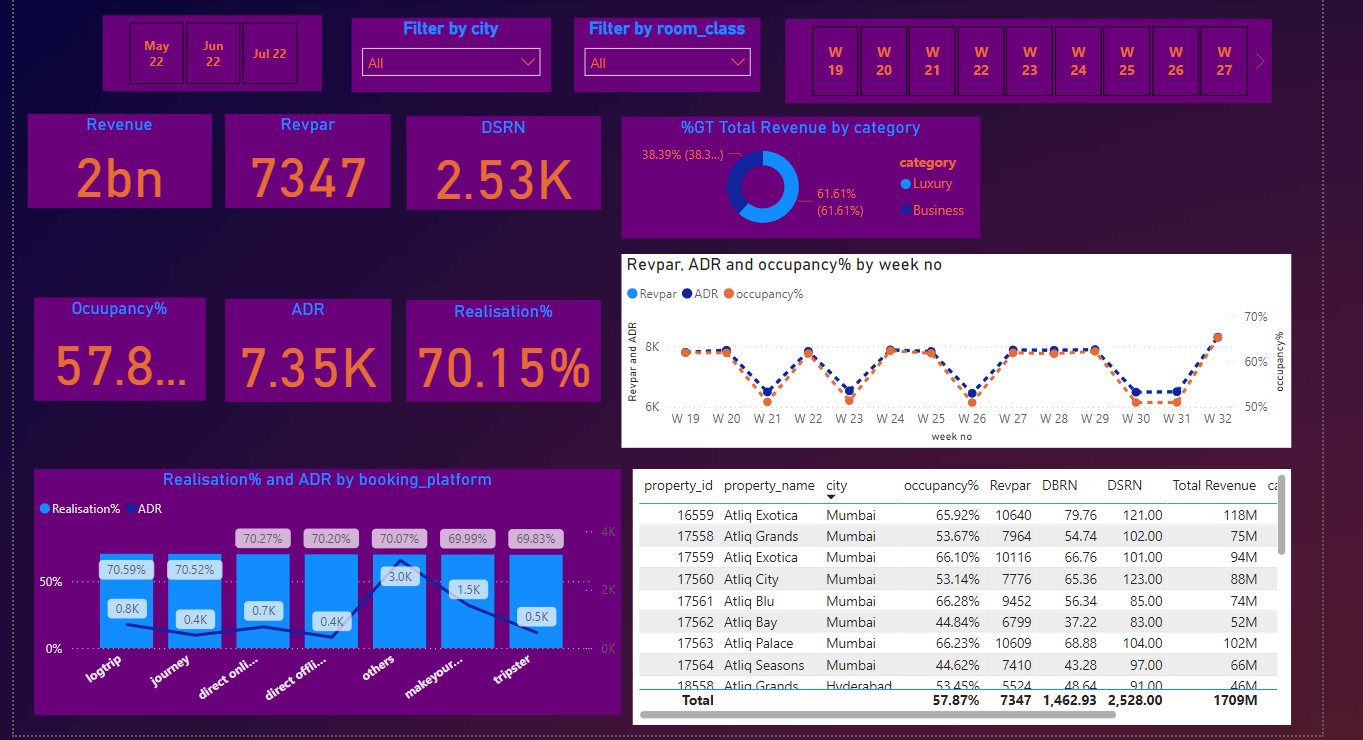 May 22
Jun 22
Jul 22
Filter by city
All
Filter by room_class
All
W 19
W 20
W 21
W 22
W 23
W 24
W 25
W 26
W 27
Revenue
2bn
Revpar
7347
DSRN
2.53K
%GT Total Revenue by category
38.39% (38.3...)
61.61%
(61.61%)
category
Luxury
Business
Ocuupancy%
57.8...
ADR
7.35K
Realisation%
70.15%
Revpar, ADR and occupancy% by week no
Revpar ADR occupancy%
Revpar and ADR
8K
6K
70%
60%
50%
occupancy%
W 19 W 20 W 21 W 22 W 23 W 24 W 25 W 26 W 27 W 28 W 29 W 30 W 31 W 32
week no
Realisation% and ADR by booking_platform
Realisation% ADR
50%
0%
4K
2K
0K
70.59% 70.52% 70.27% 70.20% 70.07% 69.99% 69.83%
0.8K 0.4K 0.7K 0.4K 3.0K 1.5K 0.5K
logtrip journey direct onli... direct offli... others makeyour... tripster
property_id property_name city occupancy% Revpar DBRN DSRN Total Revenue ca
16559 Atliq Exotica Mumbai 65.92% 10640 79.76 121.00 118M
17558 Atliq Grands Mumbai 53.67% 7964 54.74 102.00 75M
17559 Atliq Exotica Mumbai 66.10% 10116 66.76 101.00 94M
17560 Atliq City Mumbai 53.14% 7776 65.36 123.00 88M
17561 Atliq Blu Mumbai 66.28% 9452 56.34 85.00 74M
17562 Atliq Bay Mumbai 44.84% 6799 37.22 83.00 52M
17563 Atliq Palace Mumbai 66.23% 10609 68.88 104.00 102M
17564 Atliq Seasons Mumbai 44.62% 7410 43.28 97.00 66M
18558 Atliq Grands Hyderabad 53.45% 5524 48.64 91.00 46M
Total 57.87% 7347 1,462.93 2,528.00 1709M